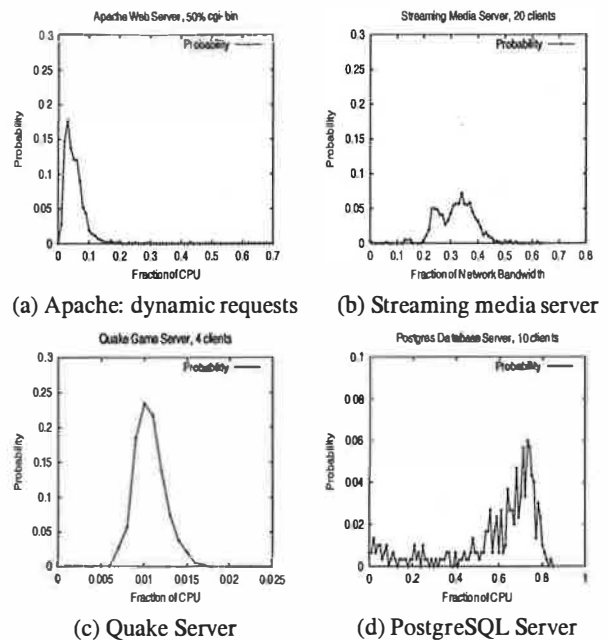 Apache Web Server, 50% cgi-bin
Probability
0.3
0.25
0.2
0.15
0.1
0.05
0
Probability
0 0.1 0.2 0.3 0.4 0.5 0.6 0.7
Fraction of CPU
(a) Apache: dynamic requests
Streaming Media Server, 20 clients
Probability
0.3
0.25
0.2
0.15
0.1
0.05
0
Probability
0 0.1 0.2 0.3 0.4 0.5 0.6 0.7 0.8
Fraction of Network Bandwidth
(b) Streaming media server
Quake Game Server, 4 clients
Probability
0.3
0.25
0.2
0.15
0.1
0.05
0
Probability
0 0.005 0.01 0.015 0.02 0.025
Fraction of CPU
(c) Quake Server
Postgres Database Server, 10 clients
Probability
0.1
0.08
0.06
0.04
0.02
0
Probability
0 0.2 0.4 0.6 0.8 1
Fraction of CPU
(d) PostgreSQL Server